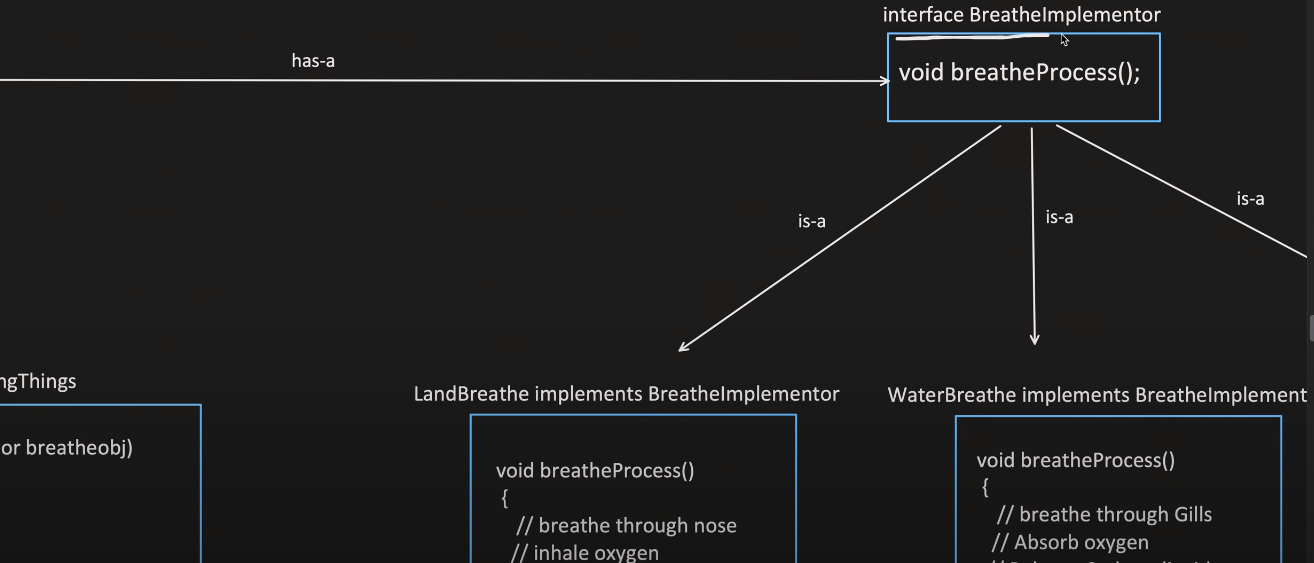 interface BreatheImplementor
has-a
void breatheProcess();
is-a
is-a
is-a
ngThings
or breatheobj)
LandBreathe implements BreatheImplementor
void breatheProcess()
{
// breathe through nose
// inhale oxygen
WaterBreathe implements BreatheImplement
void breatheProcess()
{
// breathe through Gills
// Absorb oxygen